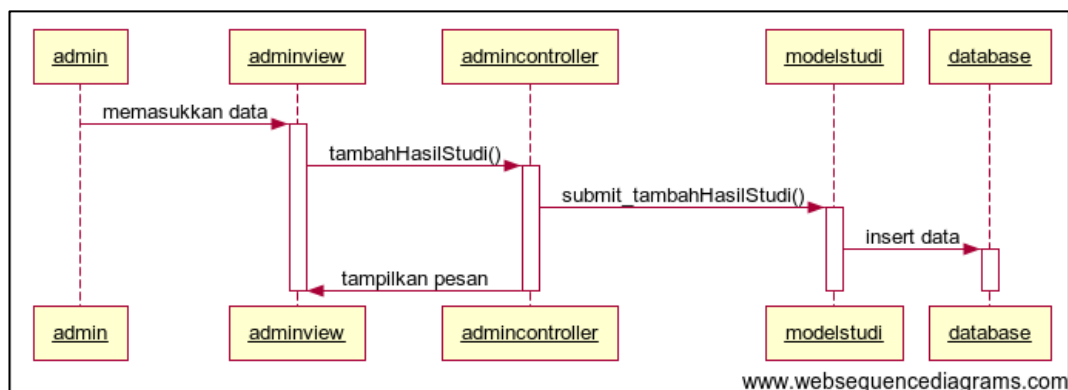 admin
adminview
admincontroller
modelstudi
database
memasukkan data
tambahHasilStudi()
submit_tambahHasilStudi()
insert data
tampilkan pesan
admin
adminview
admincontroller
modelstudi
database
www.websequencediagrams.com